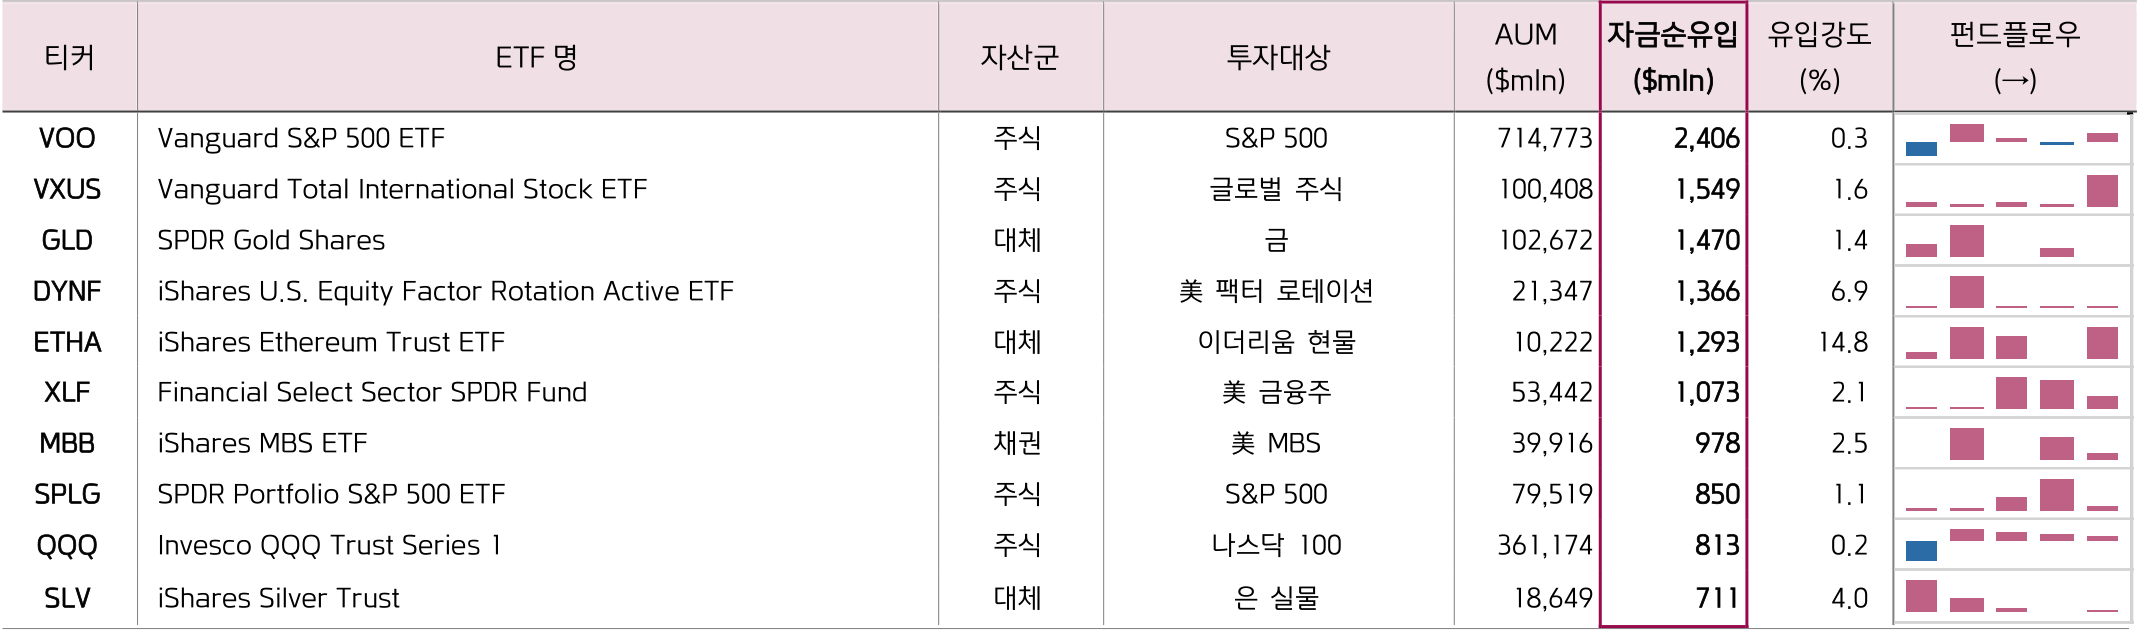 티커 ETF 명 자산군 투자대상 AUM ($mln) 자금순유입 ($mln) 유입강도 (%) 펀드플로우 (→)
VOO Vanguard S&P 500 ETF 주식 S&P 500 714,773 2,406 0.3
VXUS Vanguard Total International Stock ETF 주식 글로벌 주식 100,408 1,549 1.6
GLD SPDR Gold Shares 대체 금 102,672 1,470 1.4
DYNF iShares U.S. Equity Factor Rotation Active ETF 주식 美 팩터 로테이션 21,347 1,366 6.9
ETHA iShares Ethereum Trust ETF 대체 이더리움 현물 10,222 1,293 14.8
XLF Financial Select Sector SPDR Fund 주식 美 금융주 53,442 1,073 2.1
MBB iShares MBS ETF 채권 美 MBS 39,916 978 2.5
SPLG SPDR Portfolio S&P 500 ETF 주식 S&P 500 79,519 850 1.1
QQQ Invesco QQQ Trust Series 1 주식 나스닥 100 361,174 813 0.2
SLV iShares Silver Trust 대체 은 실물 18,649 711 4.0